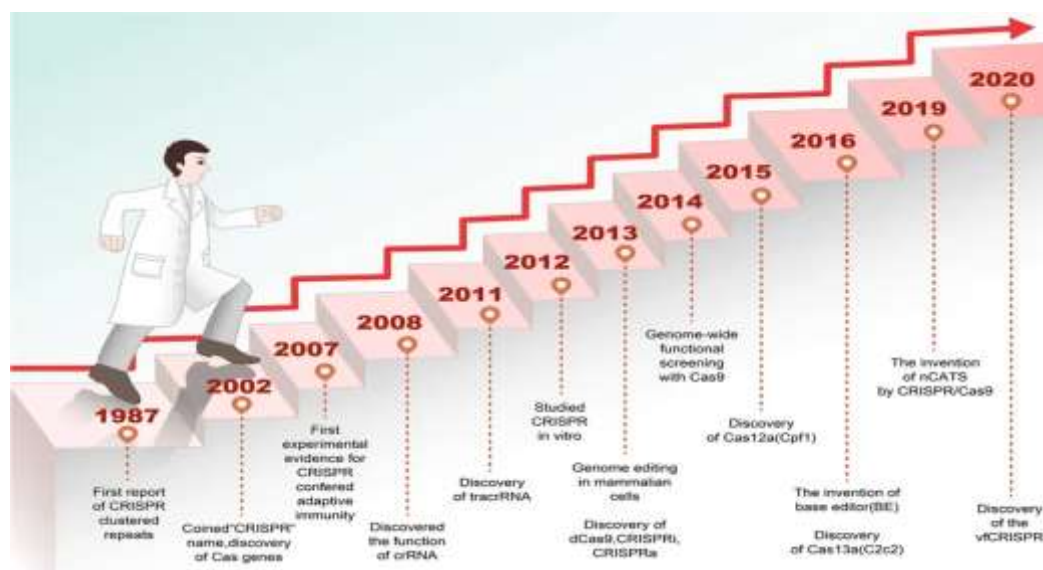 1987
First report
of CRISPR
clustered
repeats
2002
Coined"CRISPR"
name,discovery
of Cas genes
2007
First
experimental
evidence for
CRISPR
confered
adaptive
immunity
2008
Discovered
the function
of crRNA
2011
Discovery
of tracrRNA
2012
Studied
CRISPR
in vitro
2013
Genome editing
in mammalian
cells
Discovery of
dCas9,CRISPRi,
CRISPRa
2014
Genome-wide
functional
screening
with Cas9
2015
Discovery
of Cas12a(Cpf1)
2016
The invention of
base editor(BE)
Discovery
of Cas13a(C2c2)
2019
The invention
of nCATS
by CRISPR/Cas9
2020
Discovery
of the
vfCRISPR